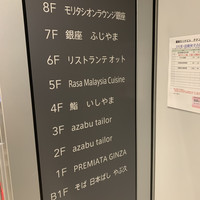 8F モリタシオンラウンジ銀座
7F 銀座 ふじやま
6F リストランテ オット
5F Rasa Malaysia Cuisine
4F 鮨 いしやま
3F azabu tailor
2F azabu tailor
1F PREMIATA GINZA
B1F そば 日本ばし やぶ久